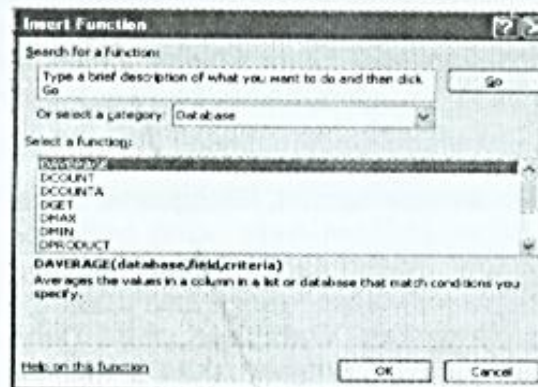 Insert Function
Search for a function:
Type a brief description of what you want to do and then click
Go
Go
Or select a category: Database
Select a function:
DCOUNT
DCOUNTA
DGET
DMAX
DMIN
DPRODUCT
DAVERAGE(database,field,criteria)
Averages the values in a column in a list or database that match conditions you
specify.
Help on this function
OK
Cancel